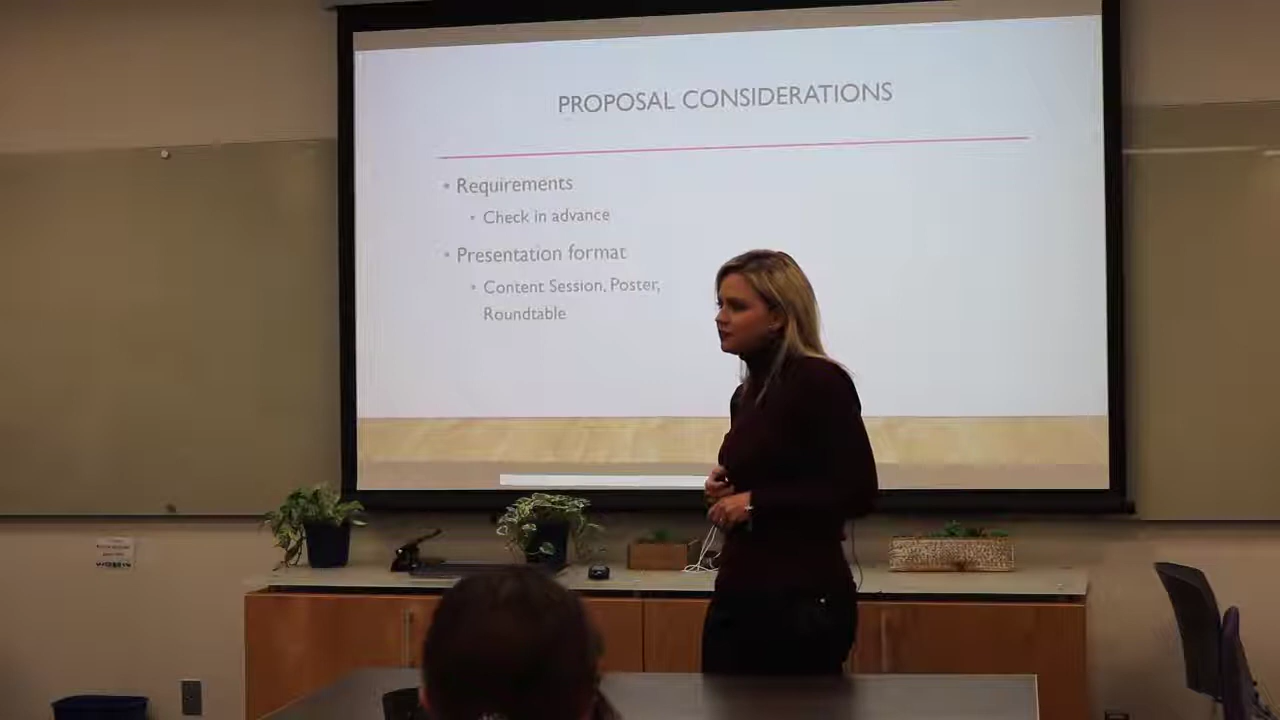 PROPOSAL CONSIDERATIONS
• Requirements
• Check in advance
• Presentation format
• Content Session, Poster,
Roundtable